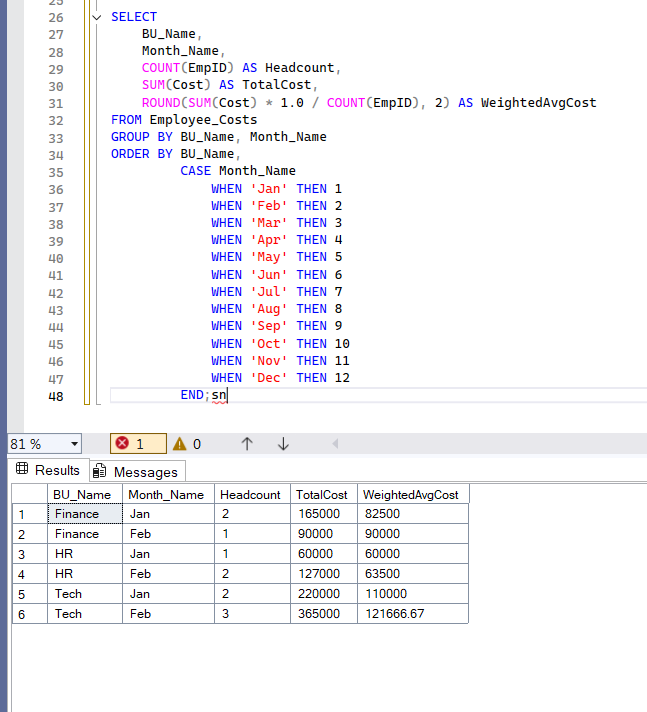 25
26 SELECT
27 BU_Name,
28 Month_Name,
29 COUNT(EmpID) AS Headcount,
30 SUM(Cost) AS TotalCost,
31 ROUND(SUM(Cost) * 1.0 / COUNT(EmpID), 2) AS WeightedAvgCost
32 FROM Employee_Costs
33 GROUP BY BU_Name, Month_Name
34 ORDER BY BU_Name,
35 CASE Month_Name
36 WHEN 'Jan' THEN 1
37 WHEN 'Feb' THEN 2
38 WHEN 'Mar' THEN 3
39 WHEN 'Apr' THEN 4
40 WHEN 'May' THEN 5
41 WHEN 'Jun' THEN 6
42 WHEN 'Jul' THEN 7
43 WHEN 'Aug' THEN 8
44 WHEN 'Sep' THEN 9
45 WHEN 'Oct' THEN 10
46 WHEN 'Nov' THEN 11
47 WHEN 'Dec' THEN 12
48 END;sn
81 % 1 0
Results Messages
BU_Name Month_Name Headcount TotalCost WeightedAvgCost
1 Finance Jan 2 165000 82500
2 Finance Feb 1 90000 90000
3 HR Jan 1 60000 60000
4 HR Feb 2 127000 63500
5 Tech Jan 2 220000 110000
6 Tech Feb 3 365000 121666.67